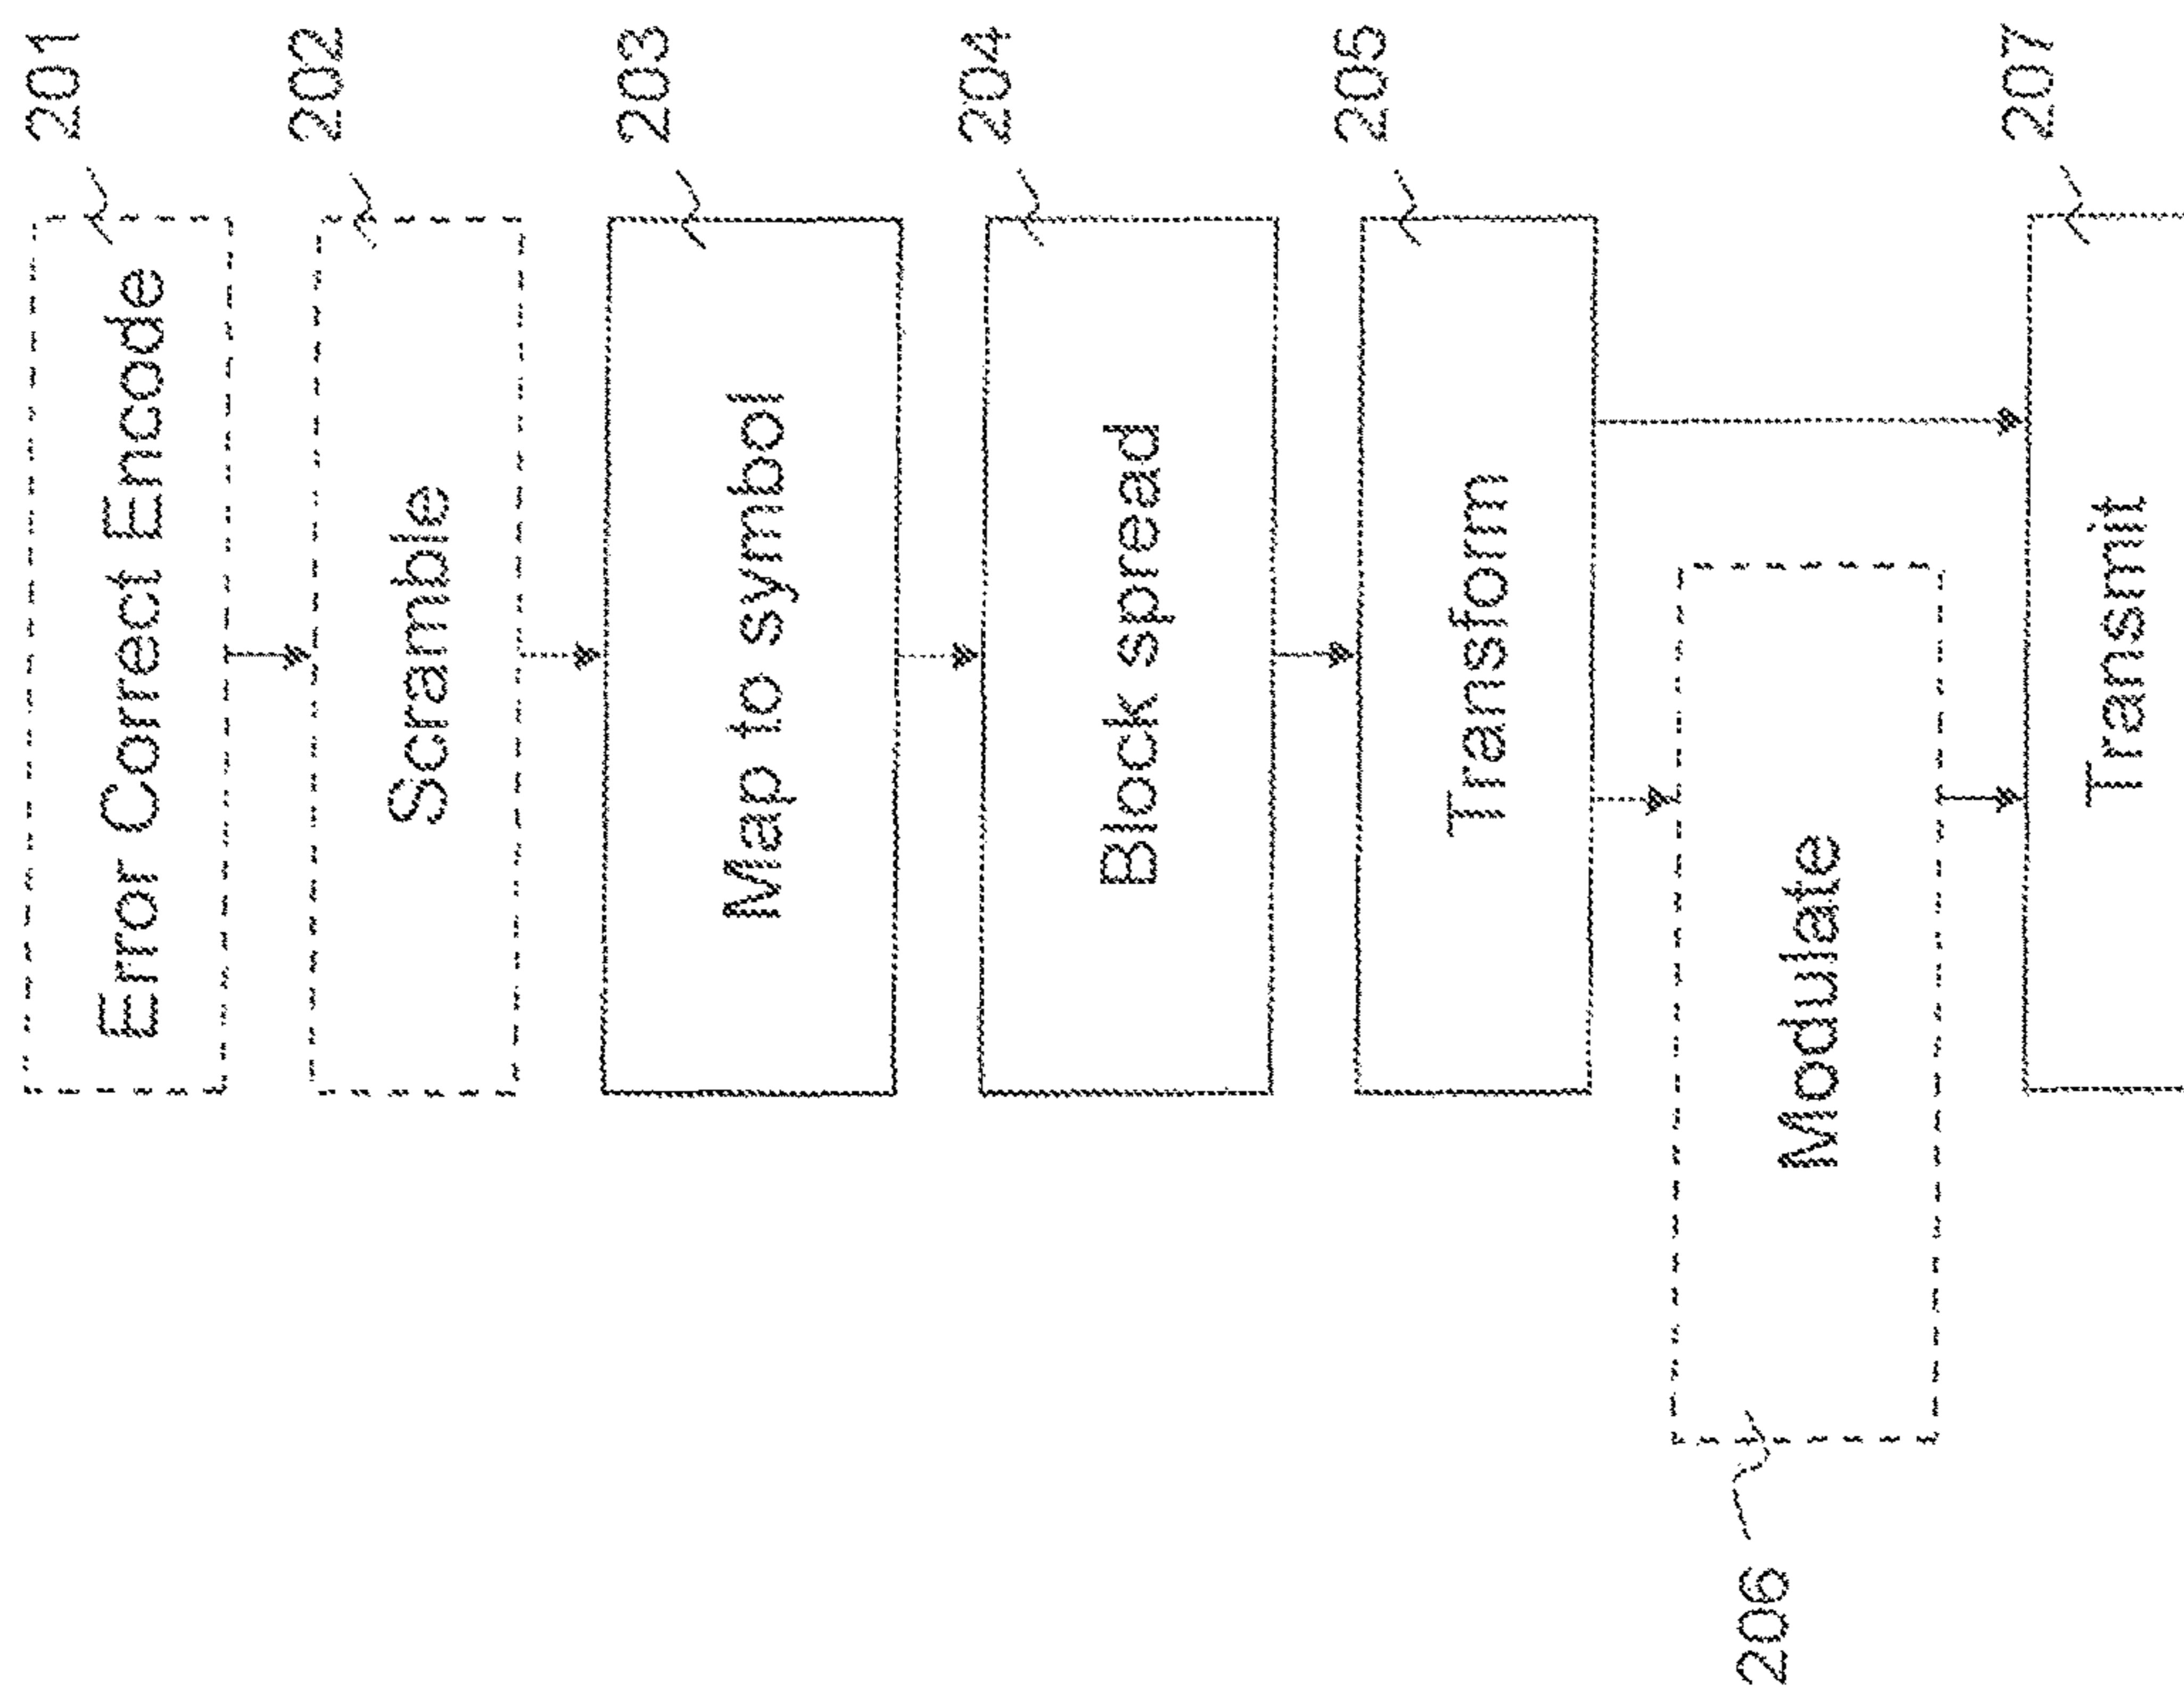 201
Error Correct Encode
202
Scramble
203
Map to symbol
204
Block spread
205
Transform
206
Modulate
207
Transmit